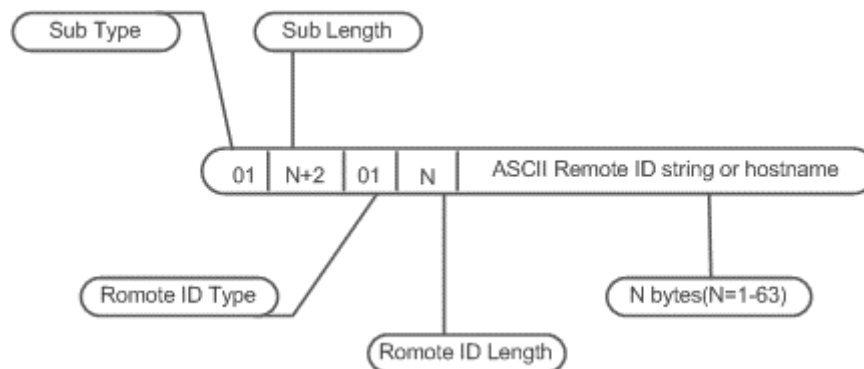 Sub Type
Sub Length
01 N+2 01 N ASCII Remote ID string or hostname
Romote ID Type
N bytes(N=1-63)
Romote ID Length